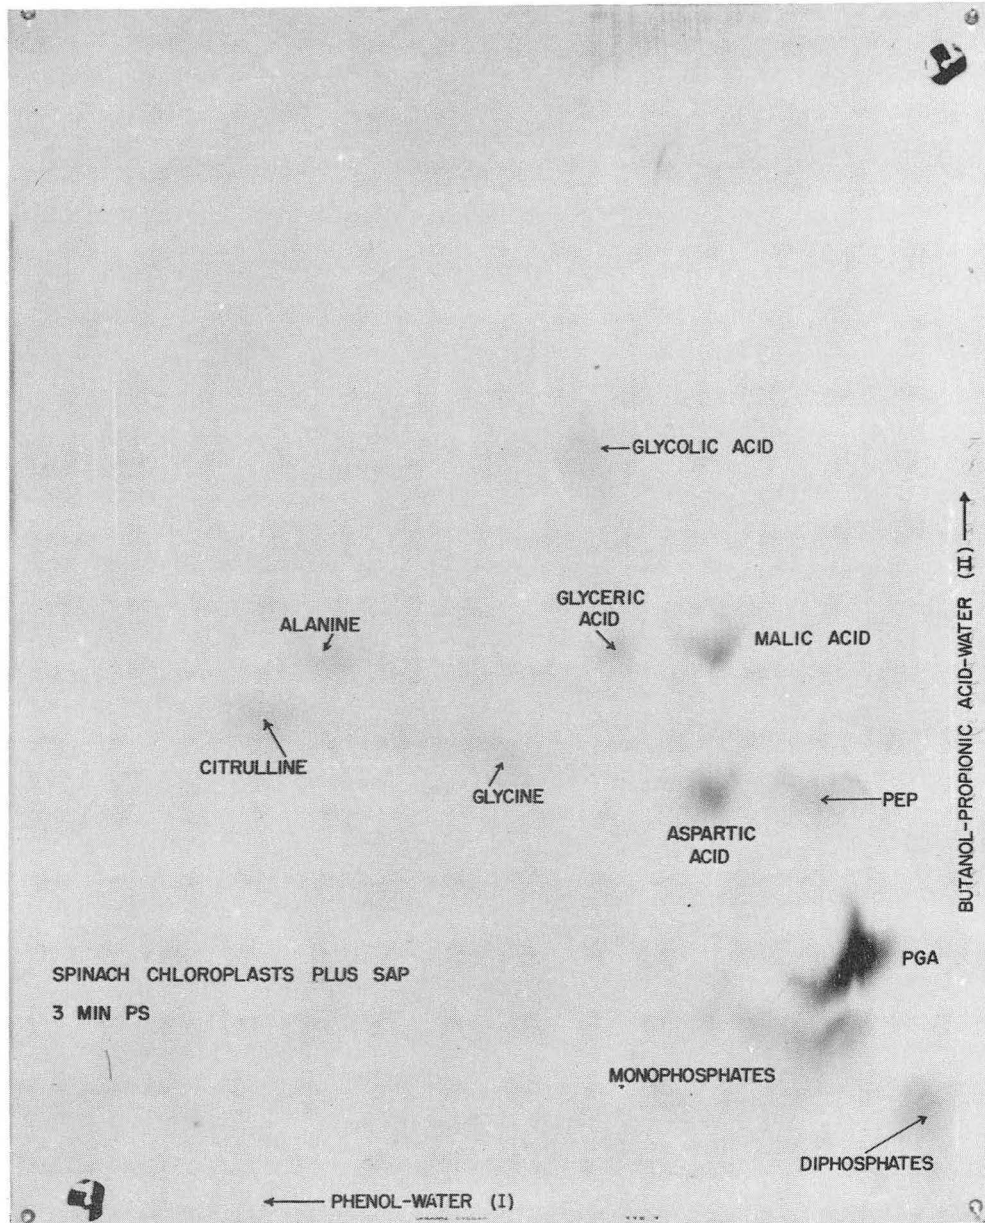 GLYCOLIC ACID
GLYCERIC
ACID
ALANINE
MALIC ACID
CITRULLINE
GLYCINE
PEP
ASPARTIC
ACID
BUTANOL-PROPIONIC ACID-WATER (II)
PGA
SPINACH CHLOROPLASTS PLUS SAP
3 MIN PS
MONOPHOSPHATES
DIPHOSPHATES
PHENOL-WATER (I)